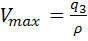 V_max = q_3/ρ